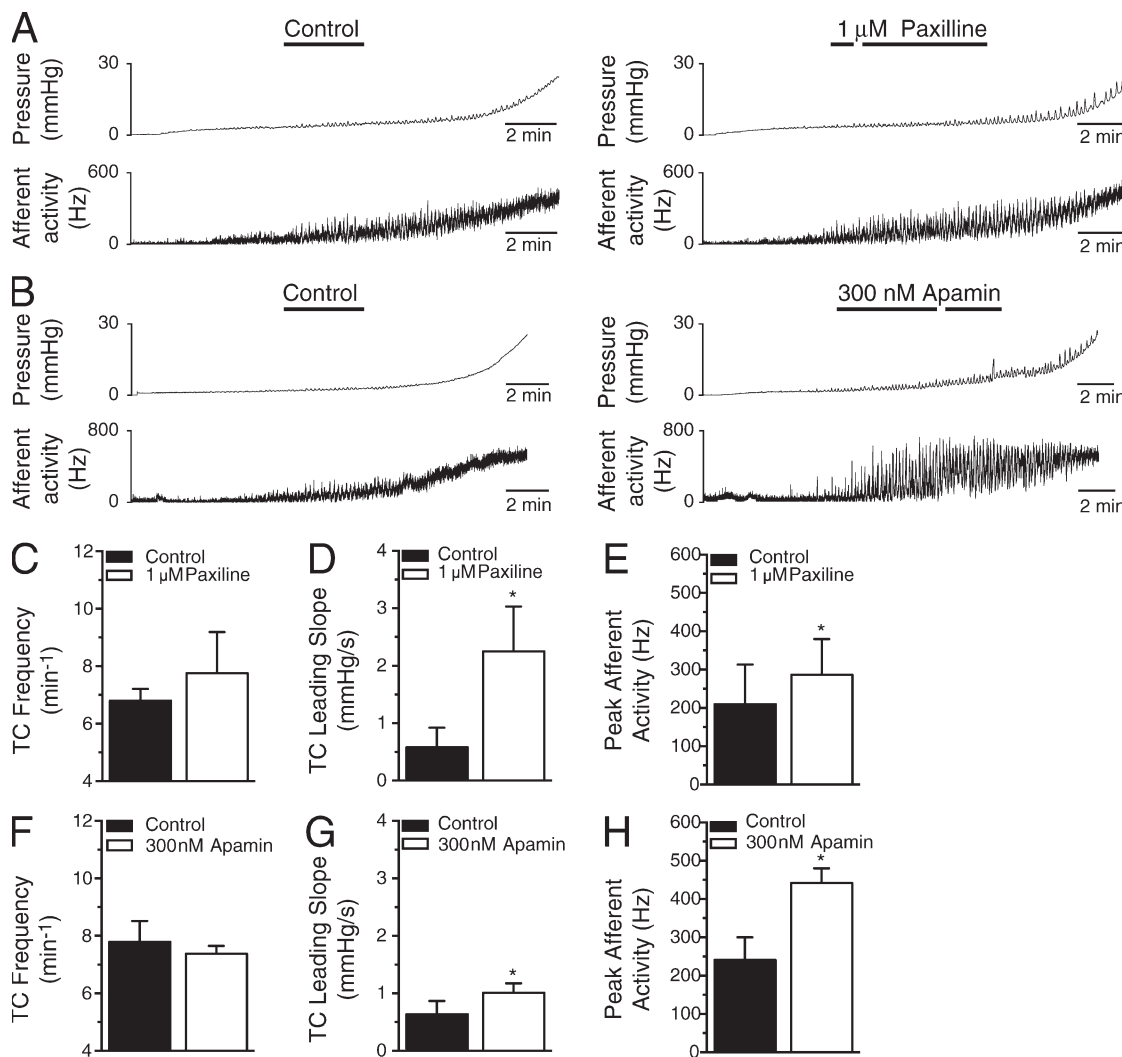 A
Control
1 μM Paxilline
Pressure
(mmHg)
30
0
2 min
Pressure
(mmHg)
30
0
2 min
Afferent
activity
(Hz)
600
0
2 min
Afferent
activity
(Hz)
600
0
2 min
B
Control
300 nM Apamin
Pressure
(mmHg)
30
0
2 min
Pressure
(mmHg)
30
0
2 min
Afferent
activity
(Hz)
800
0
2 min
Afferent
activity
(Hz)
800
0
2 min
C
Control
1 μM Paxiline
TC Frequency
(min-1)
12
10
8
6
4
D
Control
1 μM Paxiline
TC Leading Slope
(mmHg/s)
4
3
2
1
0
*
E
Control
1 μM Paxiline
Peak Afferent
Activity (Hz)
600
500
400
300
200
100
0
*
F
Control
300nM Apamin
TC Frequency
(min-1)
12
10
8
6
4
G
Control
300nM Apamin
TC Leading Slope
(mmHg/s)
4
3
2
1
0
*
H
Control
300nM Apamin
Peak Afferent
Activity (Hz)
600
500
400
300
200
100
0
*